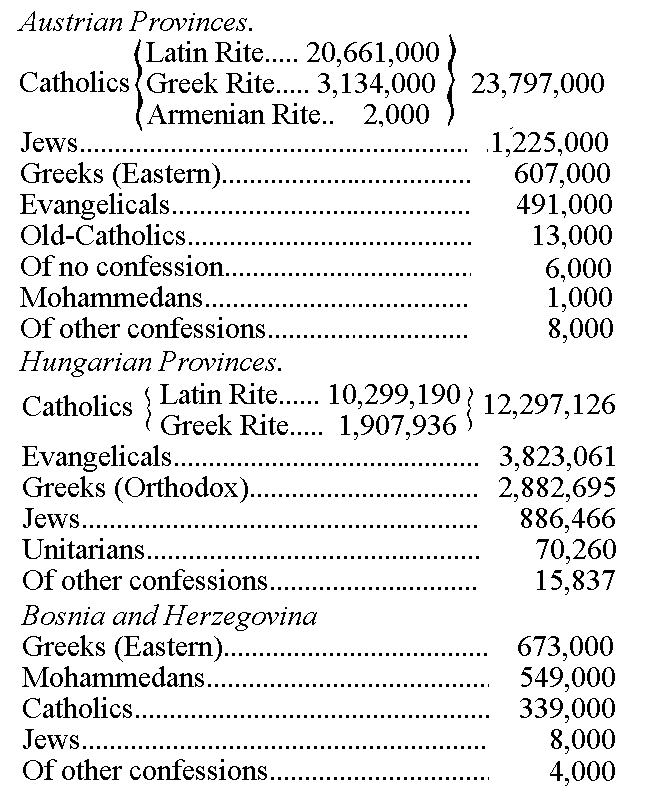 Austrian Provinces.
Latin Rite..... 20,661,000
Catholics Greek Rite..... 3,134,000 23,797,000
Armenian Rite.. 2,000
Jews.................................................... 1,225,000
Greeks (Eastern).................................. 607,000
Evangelicals......................................... 491,000
Old-Catholics....................................... 13,000
Of no confession.................................. 6,000
Mohammedans.................................... 1,000
Of other confessions............................ 8,000
Hungarian Provinces.
Latin Rite...... 10,299,190
Catholics 12,297,126
Greek Rite..... 1,907,936
Evangelicals.......................................... 3,823,061
Greeks (Orthodox)................................ 2,882,695
Jews...................................................... 886,466
Unitarians.............................................. 70,260
Of other confessions............................. 15,837
Bosnia and Herzegovina
Greeks (Eastern).................................... 673,000
Mohammedans....................................... 549,000
Catholics................................................ 339,000
Jews....................................................... 8,000
Of other confessions.............................. 4,000